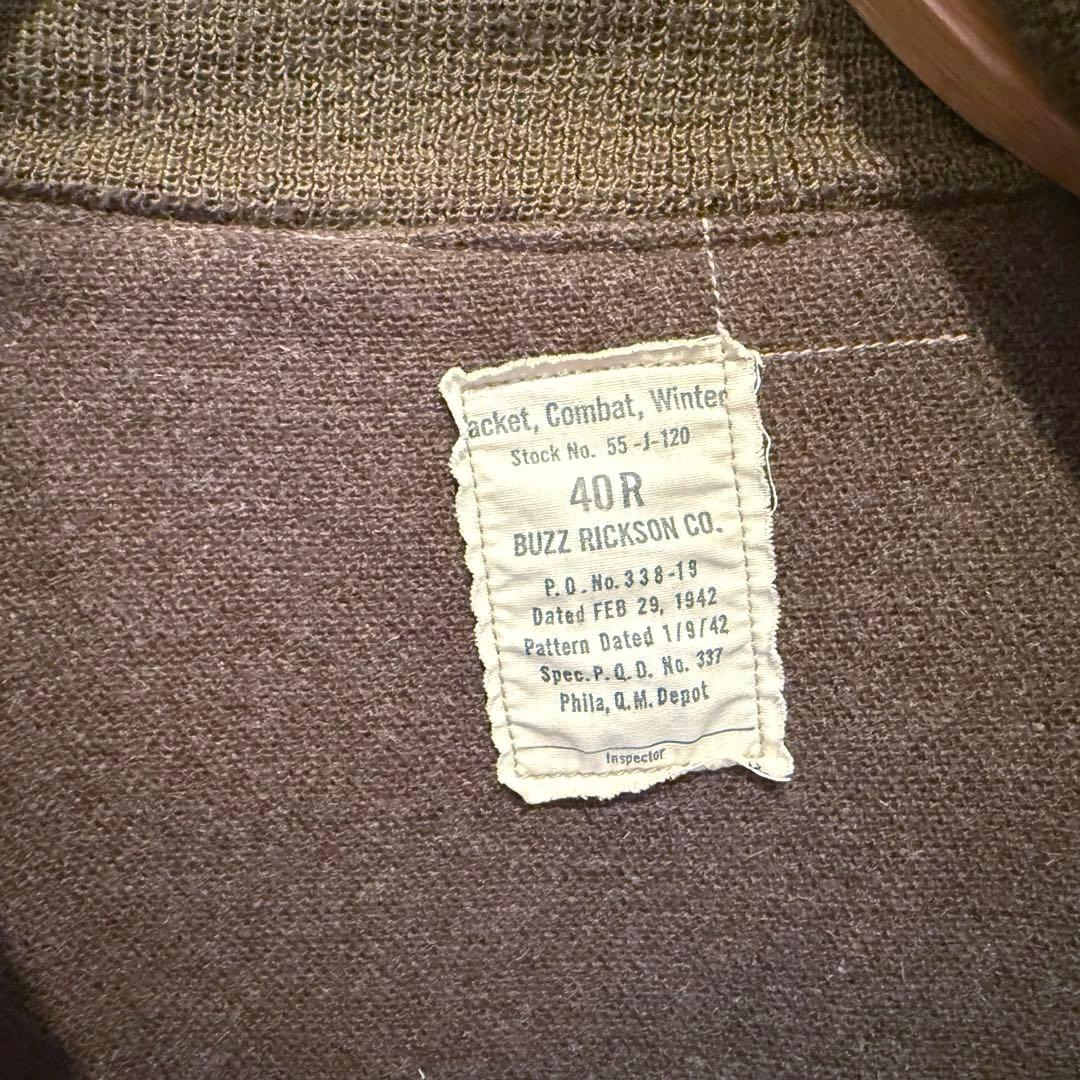 acket, Combat, Winter
Stock No. 55-J-120
40R
BUZZ RICKSON CO.
P.O. No. 338-19
Dated FEB 29, 1942
Pattern Dated 1/9/42
Spec. P.Q.D. No. 337
Phila, Q.M. Depot
Inspector